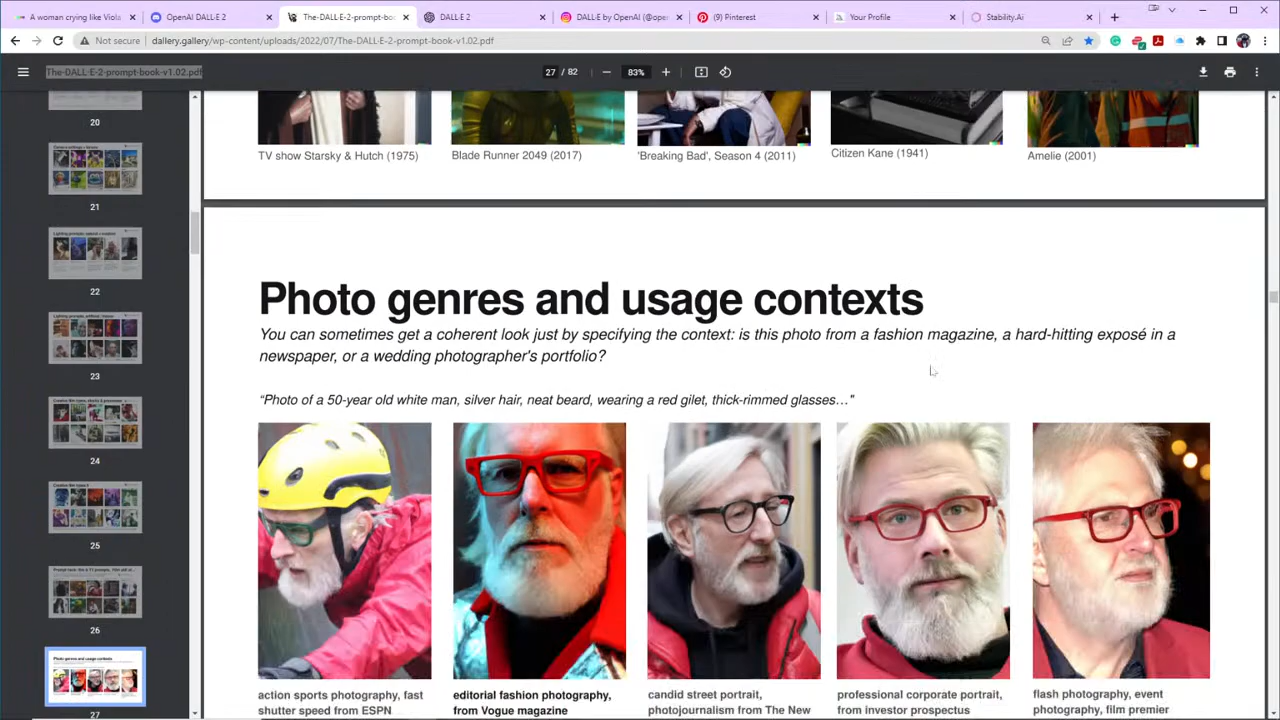 A woman crying like Viola
OpenAI DALL·E 2
The-DALL·E-2-prompt-boo
DALL·E 2
DALL·E by OpenAI (@open
(9) Pinterest
Your Profile
Stability.Ai
Not secure
dallery.gallery/wp-content/uploads/2022/07/The-DALL·E-2-prompt-book-v1.02.pdf
The-DALL·E-2-prompt-book-v1.02.pdf
27 / 82
83%
20
21
22
23
24
25
26
Photo genres and usage contexts
27
TV show Starsky & Hutch (1975)
Blade Runner 2049 (2017)
'Breaking Bad', Season 4 (2011)
Citizen Kane (1941)
Amelie (2001)
Photo genres and usage contexts
You can sometimes get a coherent look just by specifying the context: is this photo from a fashion magazine, a hard-hitting exposé in a
newspaper, or a wedding photographer's portfolio?
“Photo of a 50-year old white man, silver hair, neat beard, wearing a red gilet, thick-rimmed glasses…"
action sports photography, fast
shutter speed from ESPN
editorial fashion photography,
from Vogue magazine
candid street portrait,
photojournalism from The New
professional corporate portrait,
from investor prospectus
flash photography, event
photography, film premier